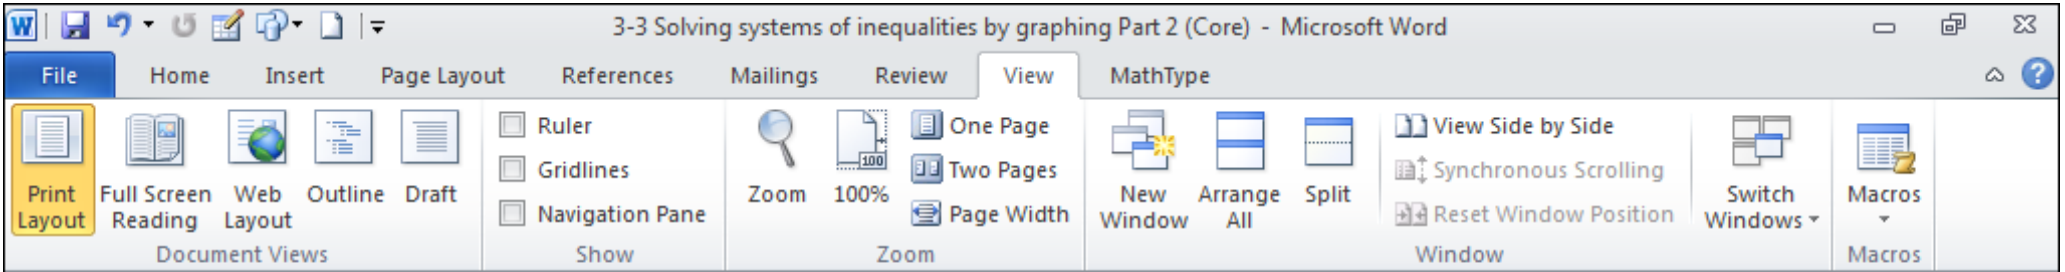 W
3-3 Solving systems of inequalities by graphing Part 2 (Core) - Microsoft Word
File Home Insert Page Layout References Mailings Review View MathType
?
Print Layout
Full Screen Reading
Web Layout
Outline
Draft
Document Views
Ruler
Gridlines
Navigation Pane
Show
Zoom
100
100%
One Page
Two Pages
Page Width
Zoom
New Window
Arrange All
Split
View Side by Side
Synchronous Scrolling
Reset Window Position
Switch Windows
Window
Macros
Macros